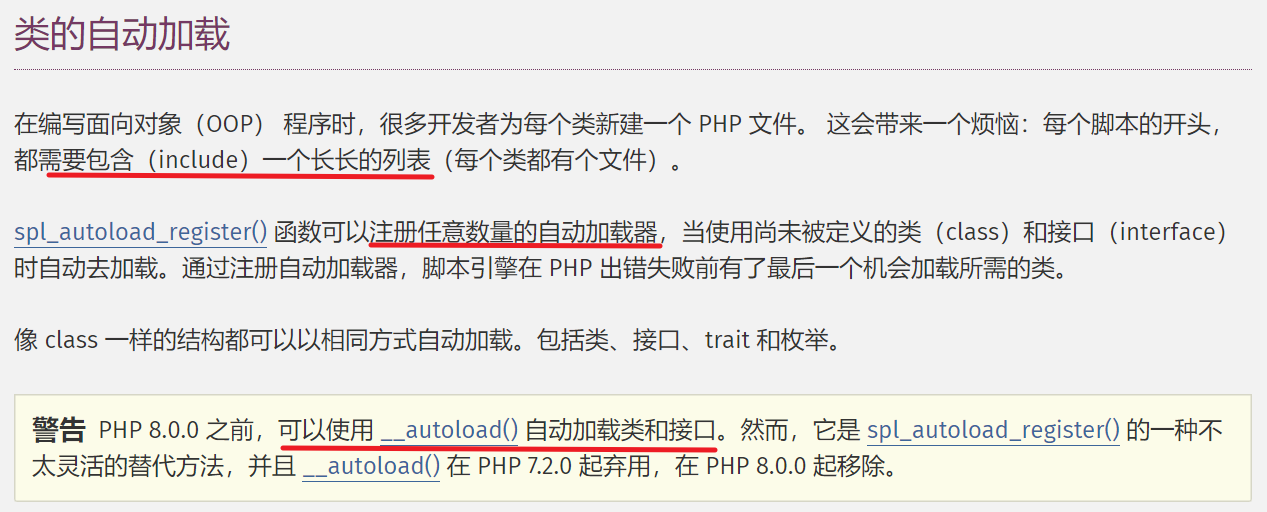 类的自动加载
在编写面向对象（OOP） 程序时，很多开发者为每个类新建一个 PHP 文件。 这会带来一个烦恼：每个脚本的开头，
都需要包含（include）一个长长的列表（每个类都有个文件）。
spl_autoload_register() 函数可以注册任意数量的自动加载器，当使用尚未被定义的类（class）和接口（interface）
时自动去加载。通过注册自动加载器，脚本引擎在 PHP 出错失败前有了最后一个机会加载所需的类。
像 class 一样的结构都可以以相同方式自动加载。包括类、接口、trait 和枚举。
警告 PHP 8.0.0 之前，可以使用 __autoload() 自动加载类和接口。然而，它是 spl_autoload_register() 的一种不
太灵活的替代方法，并且 __autoload() 在 PHP 7.2.0 起弃用，在 PHP 8.0.0 起移除。